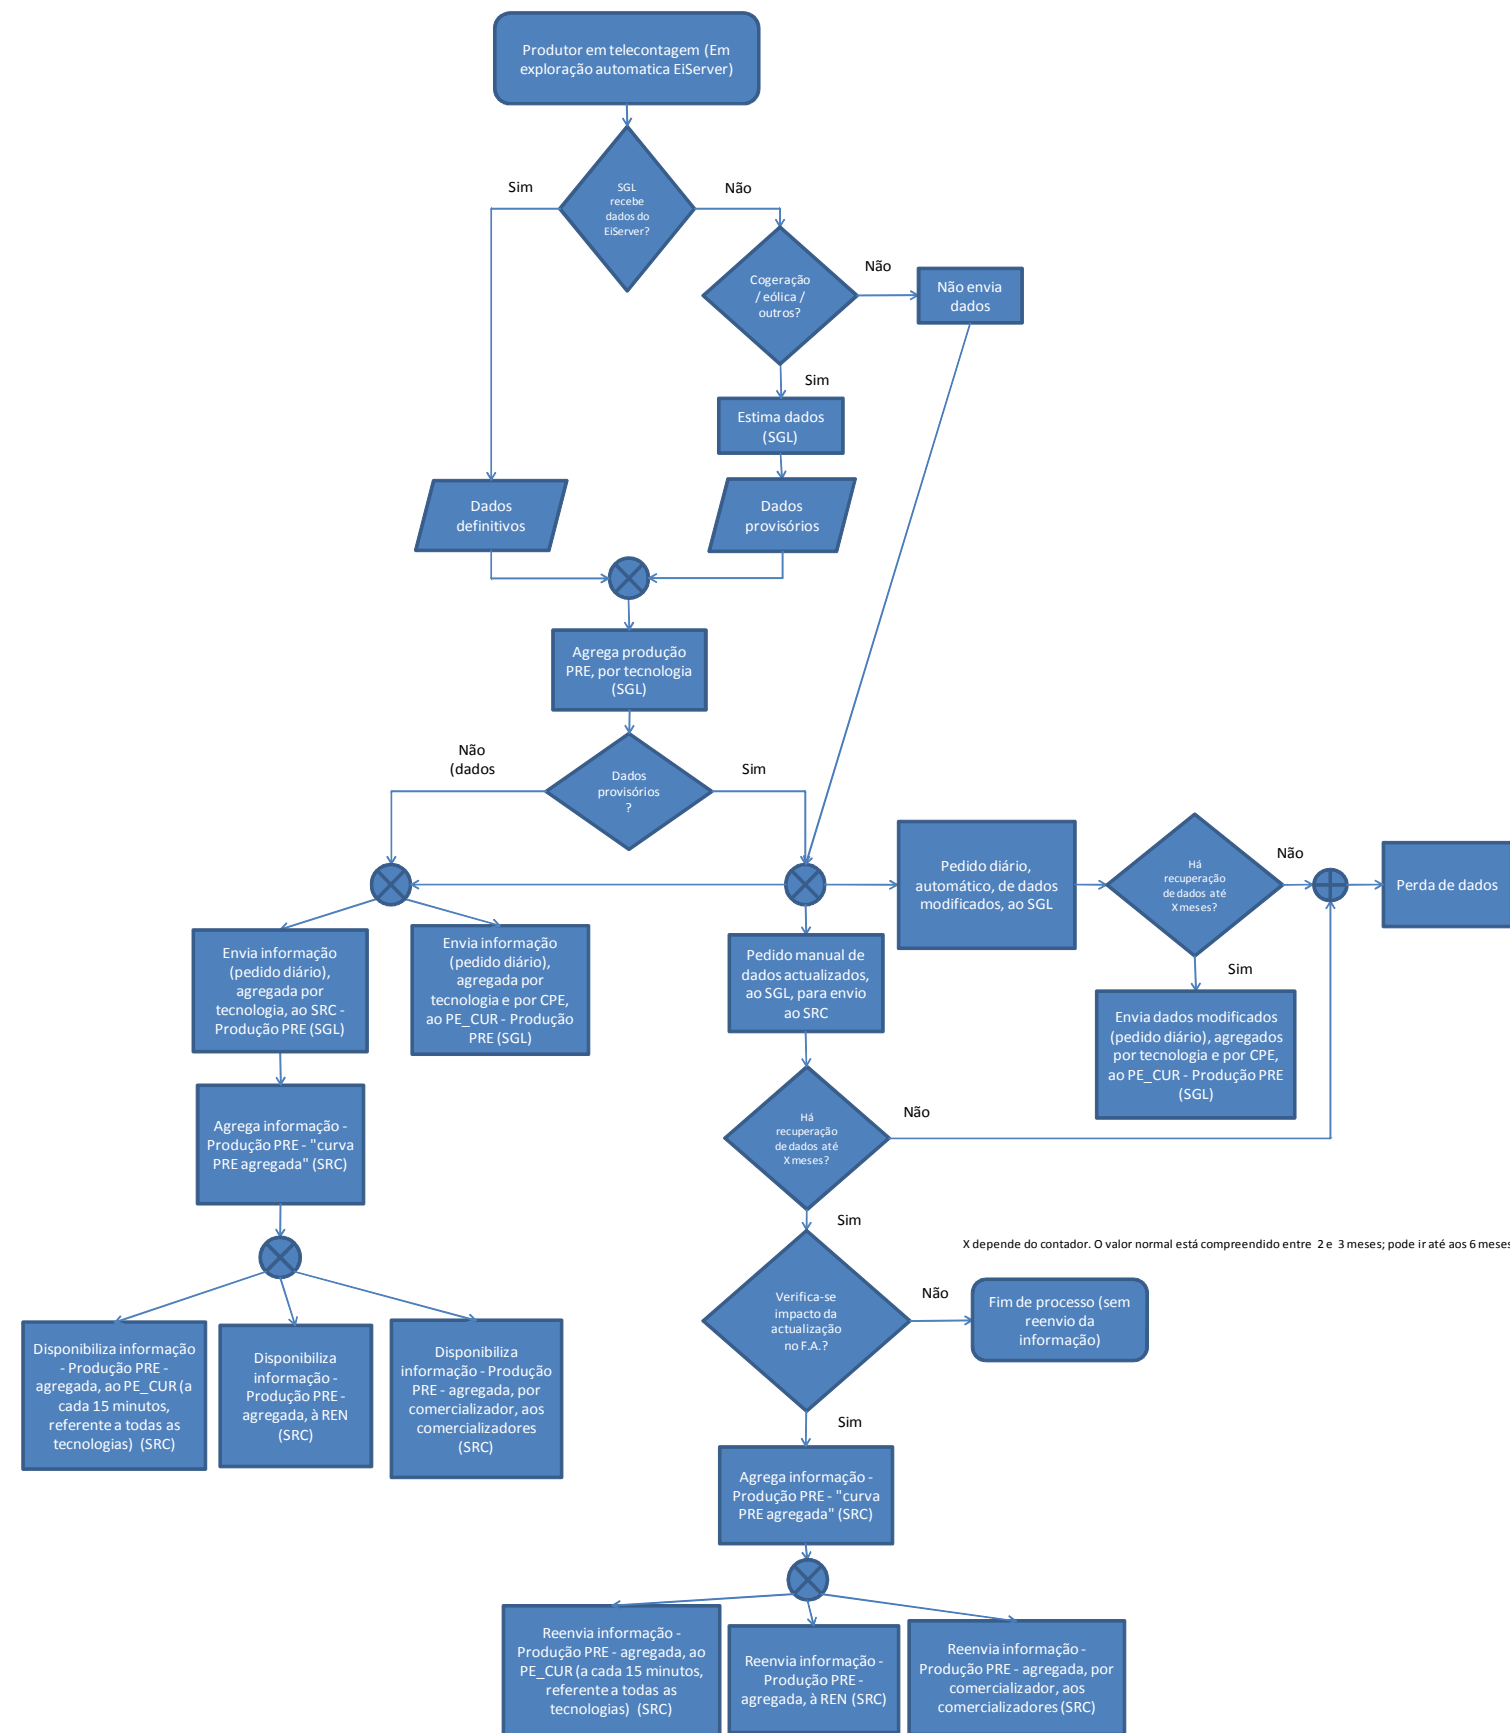 Produtor em telecontagem (Em
exploração automatica EiServer)
SGL
recebe
dados do
EiServer?
Sim
Não
Cogeração
/ eólica /
outros?
Não
Não envia
dados
Sim
Estima dados
(SGL)
Dados
definitivos
Dados
provisórios
Agrega produção
PRE, por tecnologia
(SGL)
Não
(dados
Dados
provisórios
?
Sim
Pedido diário,
automático, de dados
modificados, ao SGL
Há
recuperação
de dados até
X meses?
Não
Perda de dados
Sim
Envia informação
(pedido diário),
agregada por
tecnologia, ao SRC -
Produção PRE (SGL)
Envia informação
(pedido diário),
agregada por
tecnologia e por CPE,
ao PE_CUR - Produção
PRE (SGL)
Pedido manual de
dados actualizados,
ao SGL, para envio
ao SRC
Envia dados modificados
(pedido diário), agregados
por tecnologia e por CPE,
ao PE_CUR - Produção PRE
(SGL)
Agrega informação -
Produção PRE - "curva
PRE agregada" (SRC)
Há
recuperação
de dados até
X meses?
Não
Sim
X depende do contador. O valor normal está compreendido entre 2 e 3 meses; pode ir até aos 6 meses
Verifica-se
impacto da
actualização
no F.A.?
Não
Fim de processo (sem
reenvio da
informação)
Sim
Disponibiliza informação
- Produção PRE -
agregada, ao PE_CUR (a
cada 15 minutos,
referente a todas as
tecnologias) (SRC)
Disponibiliza
informação -
Produção PRE -
agregada, à REN
(SRC)
Disponibiliza
informação - Produção
PRE - agregada, por
comercializador, aos
comercializadores
(SRC)
Agrega informação -
Produção PRE - "curva
PRE agregada" (SRC)
Reenvia informação -
Produção PRE - agregada, ao
PE_CUR (a cada 15 minutos,
referente a todas as
tecnologias) (SRC)
Reenvia informação -
Produção PRE -
agregada, à REN (SRC)
Reenvia informação -
Produção PRE - agregada, por
comercializador, aos
comercializadores (SRC)